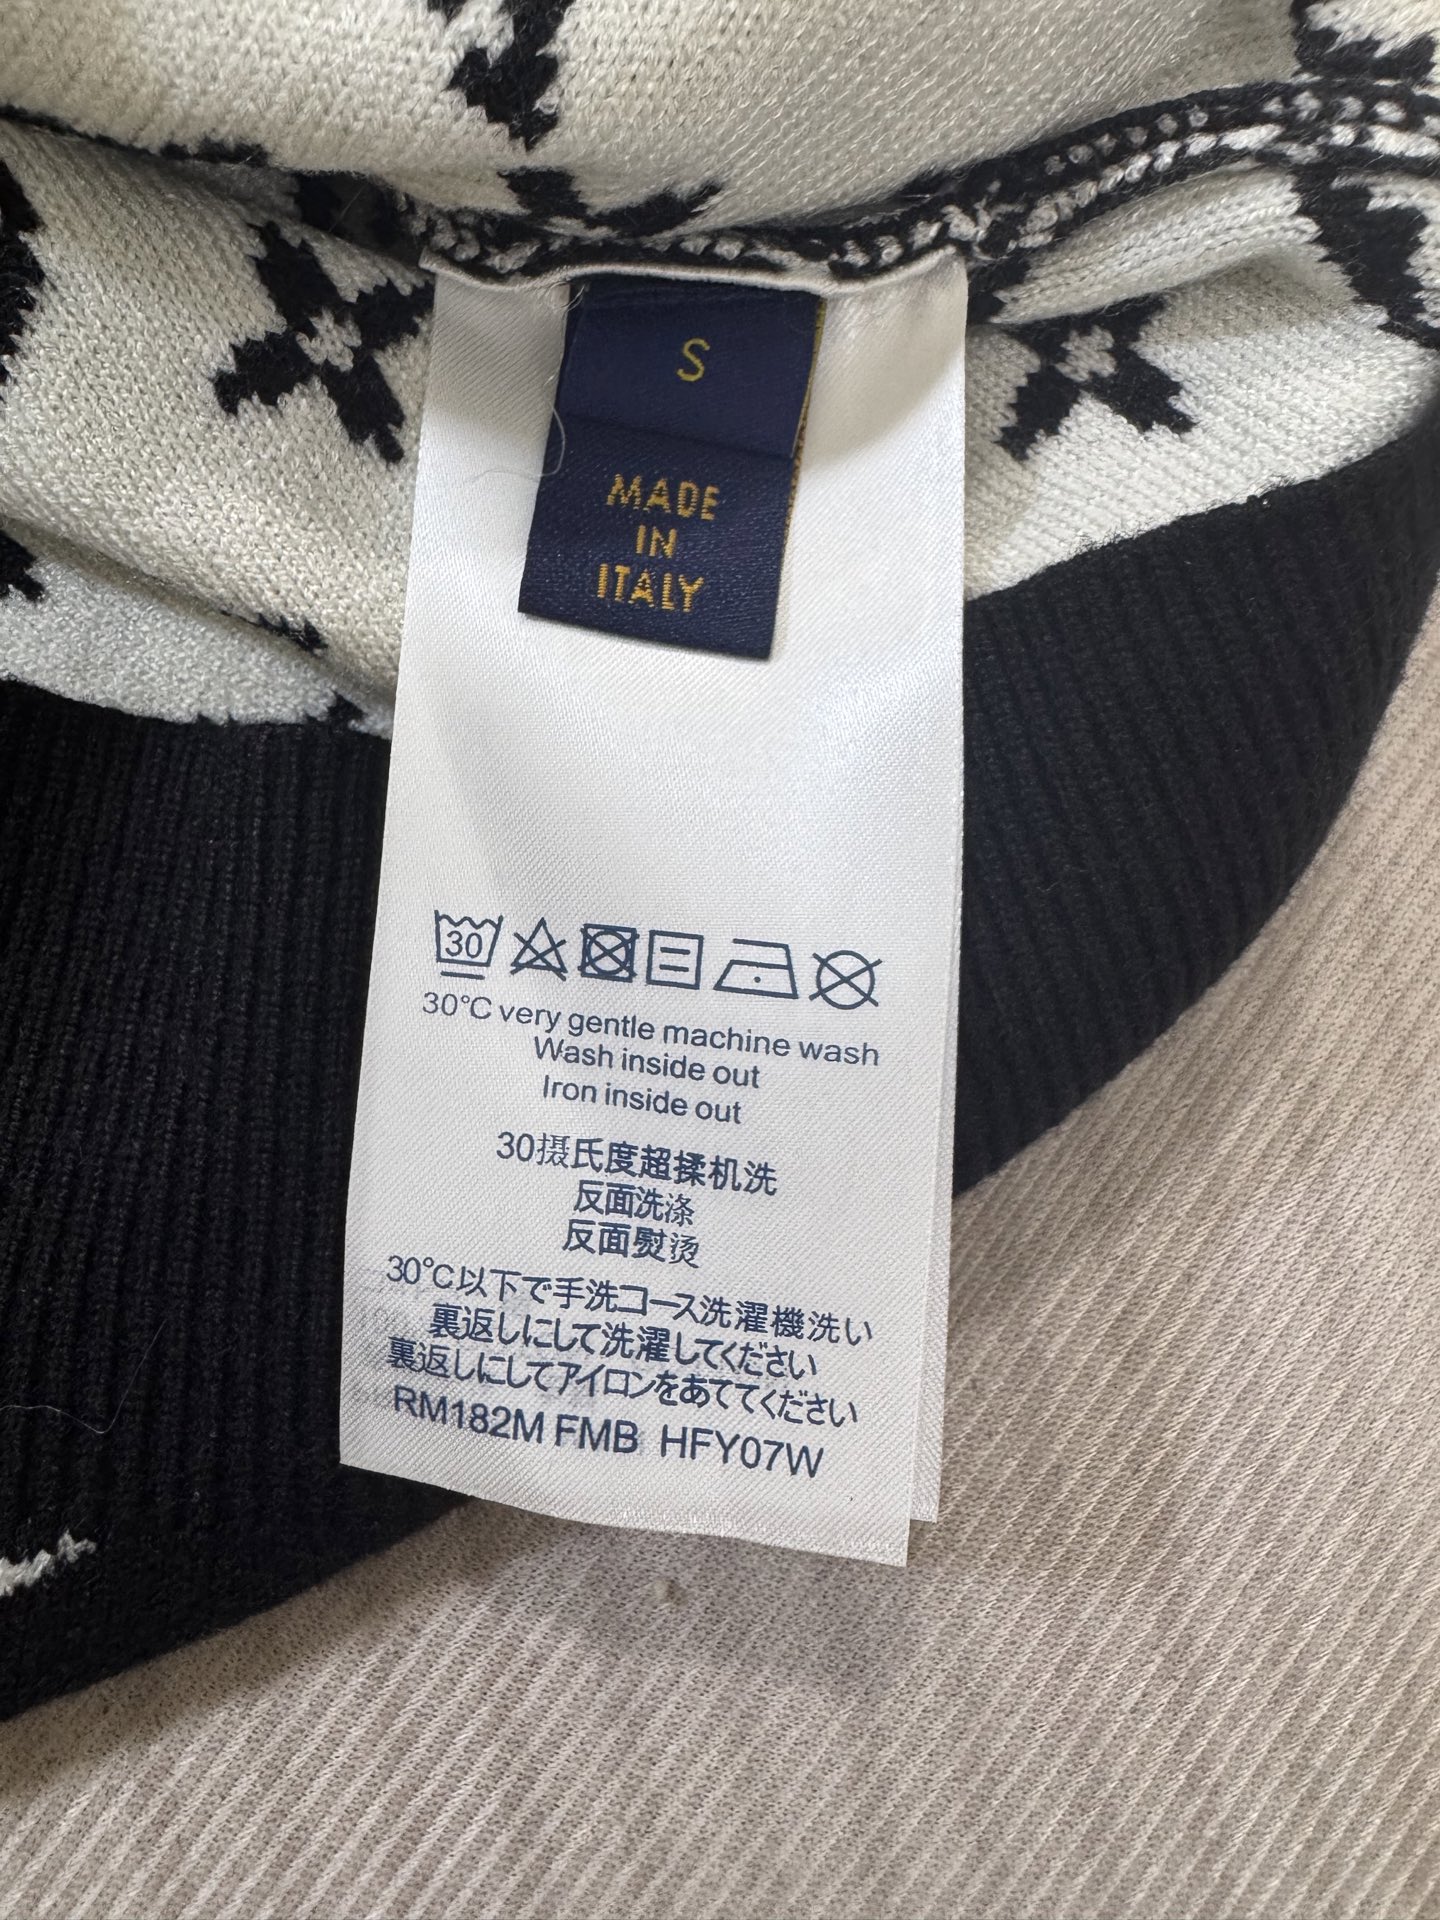 S
MADE
IN
ITALY
30
30°C very gentle machine wash
Wash inside out
Iron inside out
30摄氏度超揉机洗
反面洗涤
反面熨烫
30℃以下で手洗コース洗濯機洗い
裏返しにして洗濯してください
裏返しにしてアイロンをあててください
RM182M FMB HFY07W